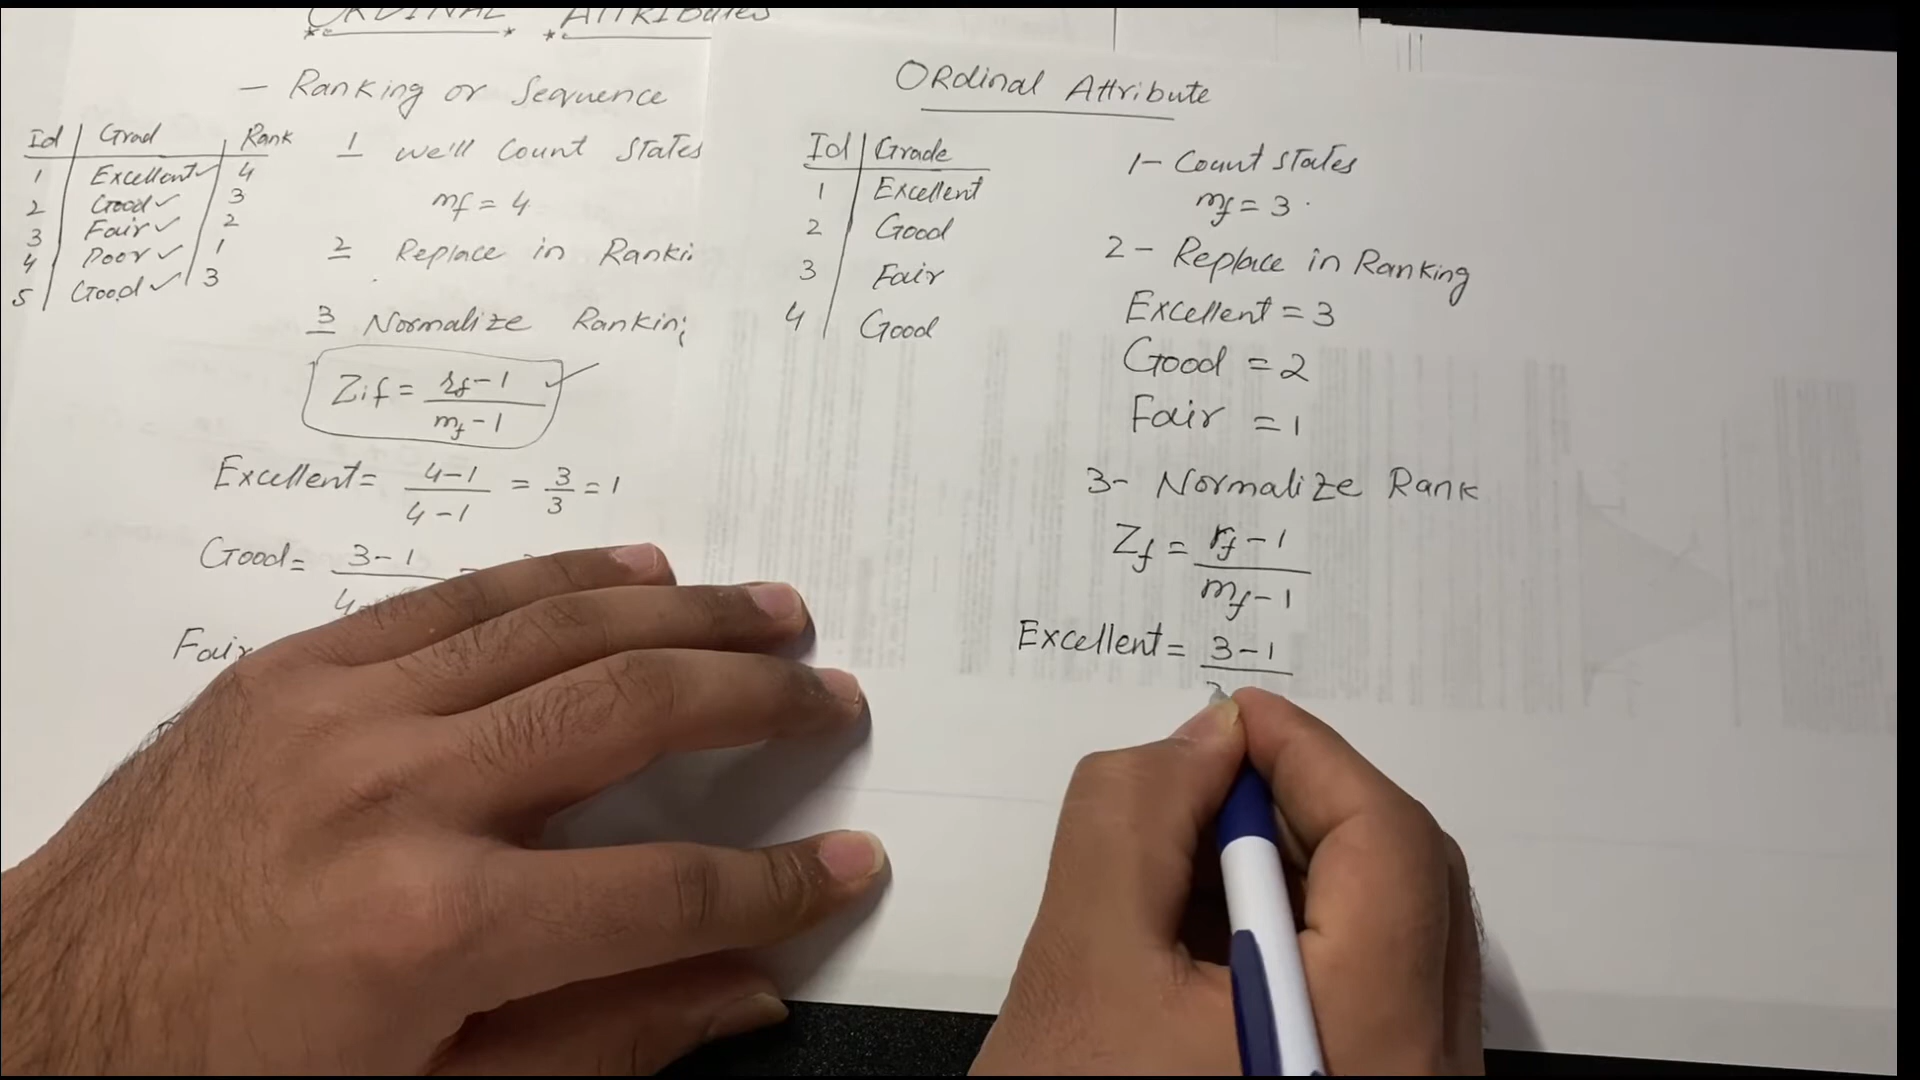 ORDINAL Attributes
- Ranking or Sequence
Id Grad Rank
1 Excellent 4
2 Good 3
3 Fair 2
4 Poor 1
5 Good 3
1 we'll Count States
mf = 4
2 Replace in Ranki
3 Normalize Rankin
Zif = rf-1
mf-1
Excellent = 4-1 = 3 = 1
4-1 3
Good = 3-1 =
4-
Fair
Ordinal Attribute
Id Grade
1 Excellent
2 Good
3 Fair
4 Good
1- Count States
mf = 3
2- Replace in Ranking
Excellent = 3
Good = 2
Fair = 1
3- Normalize Rank
Zf = rf-1
mf-1
Excellent = 3-1